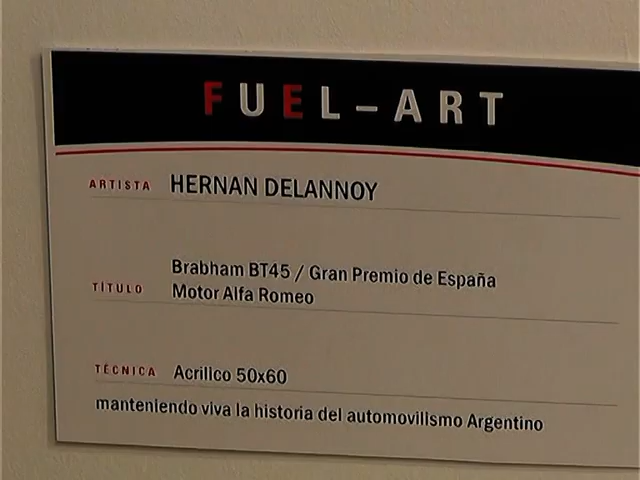 FUEL-ART
ARTISTA HERNAN DELANNOY
Brabham BT45 / Gran Premio de España
TÍTULO Motor Alfa Romeo
TÉCNICA Acrilico 50x60
manteniendo viva la historia del automovilismo Argentino